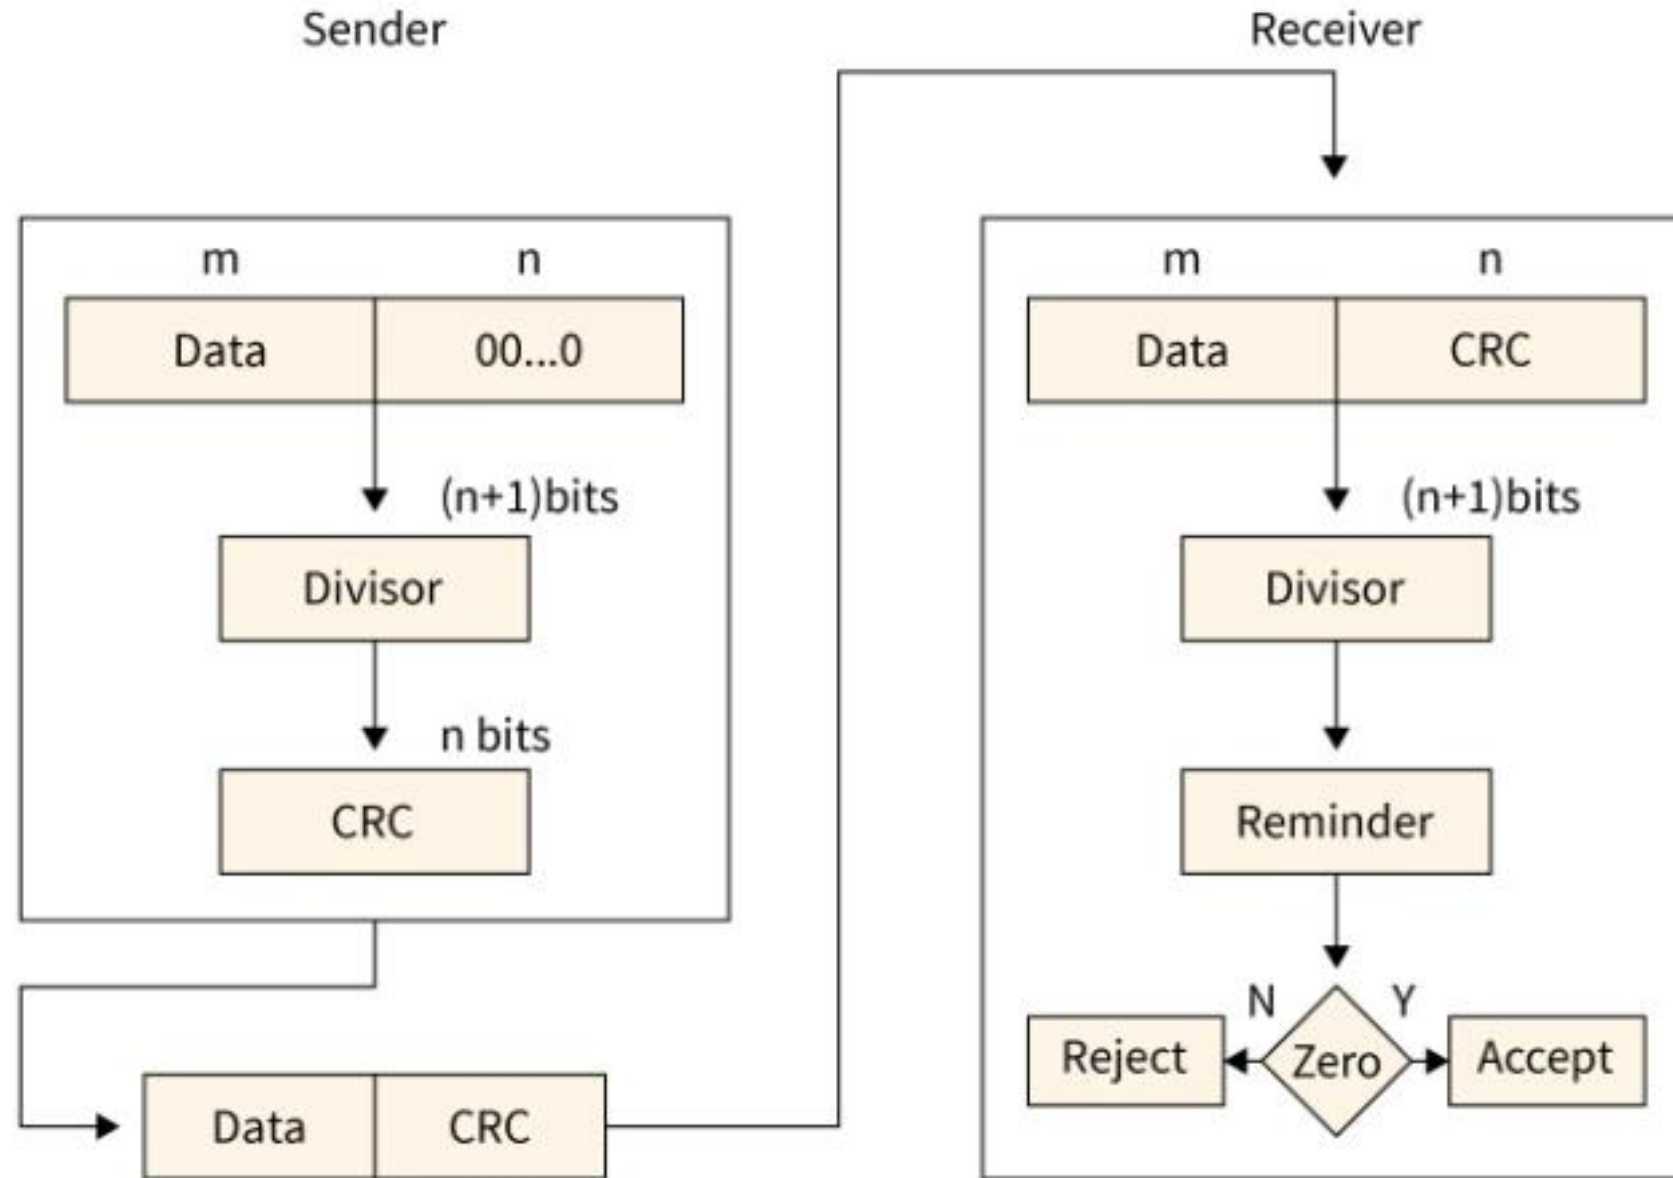 Sender
m n
Data 00...0
(n+1)bits
Divisor
n bits
CRC
Data CRC
Receiver
m n
Data CRC
(n+1)bits
Divisor
Reminder
N Y
Reject Zero Accept